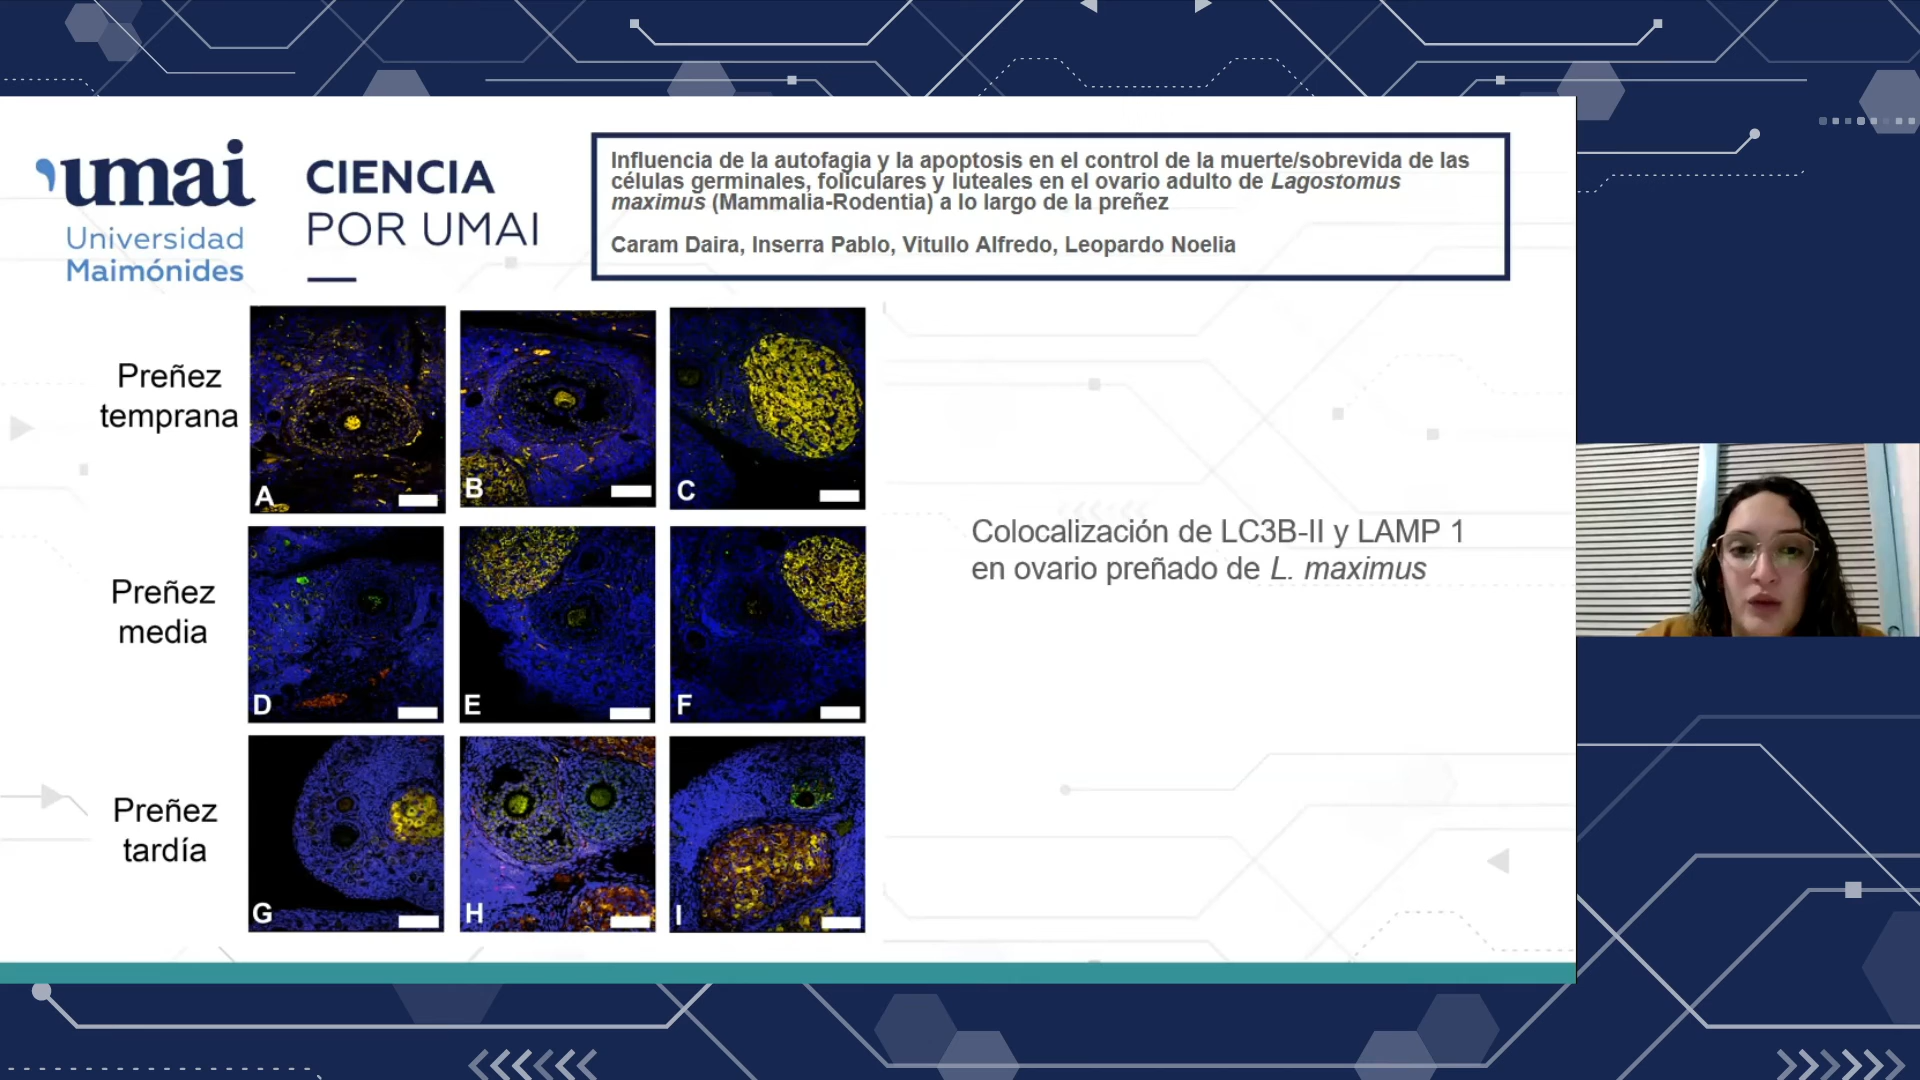 umai
Universidad
Maimónides
CIENCIA
POR UMAI
Influencia de la autofagia y la apoptosis en el control de la muerte/sobrevida de las
células germinales, foliculares y luteales en el ovario adulto de Lagostomus
maximus (Mammalia-Rodentia) a lo largo de la preñez
Caram Daira, Inserra Pablo, Vitullo Alfredo, Leopardo Noelia
Preñez
temprana
A
B
C
Preñez
media
D
E
F
Preñez
tardía
G
H
I
Colocalización de LC3B-II y LAMP 1
en ovario preñado de L. maximus